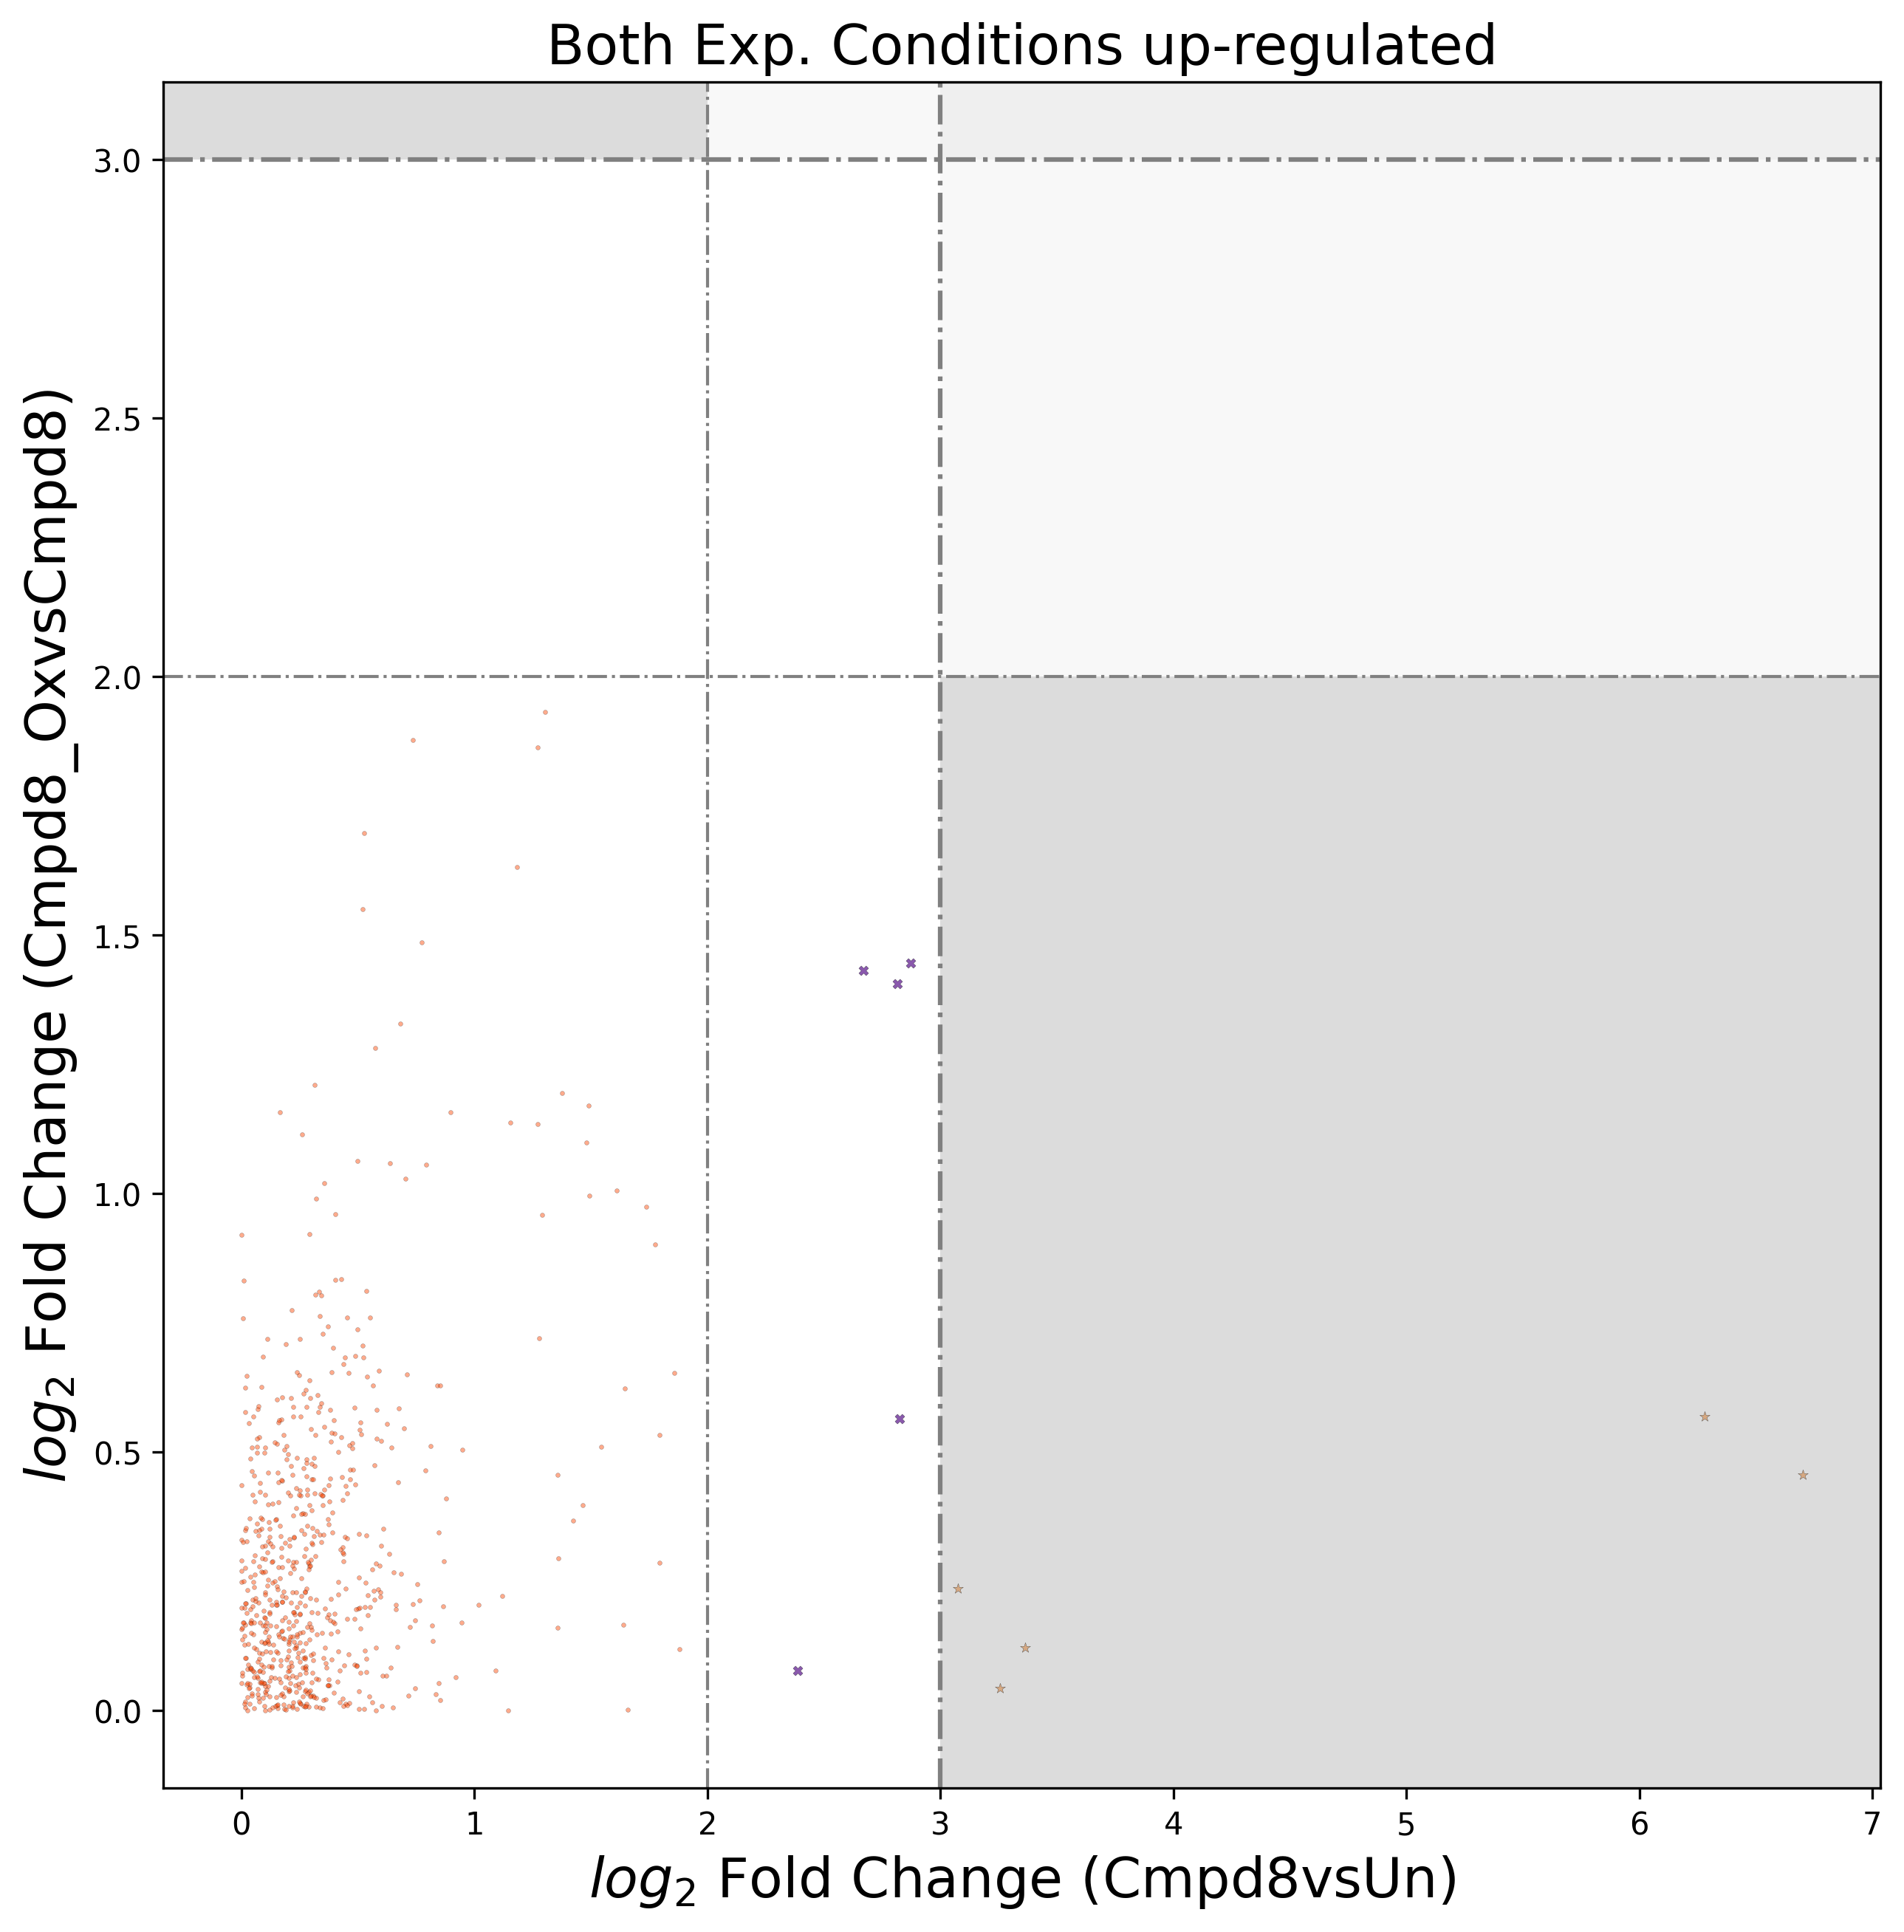 Both Exp. Conditions up-regulated
log2 Fold Change (Cmpd8_OxvsCmpd8)
3.0
2.5
2.0
1.5
1.0
0.5
0.0
0 1 2 3 4 5 6 7
log2 Fold Change (Cmpd8vsUn)